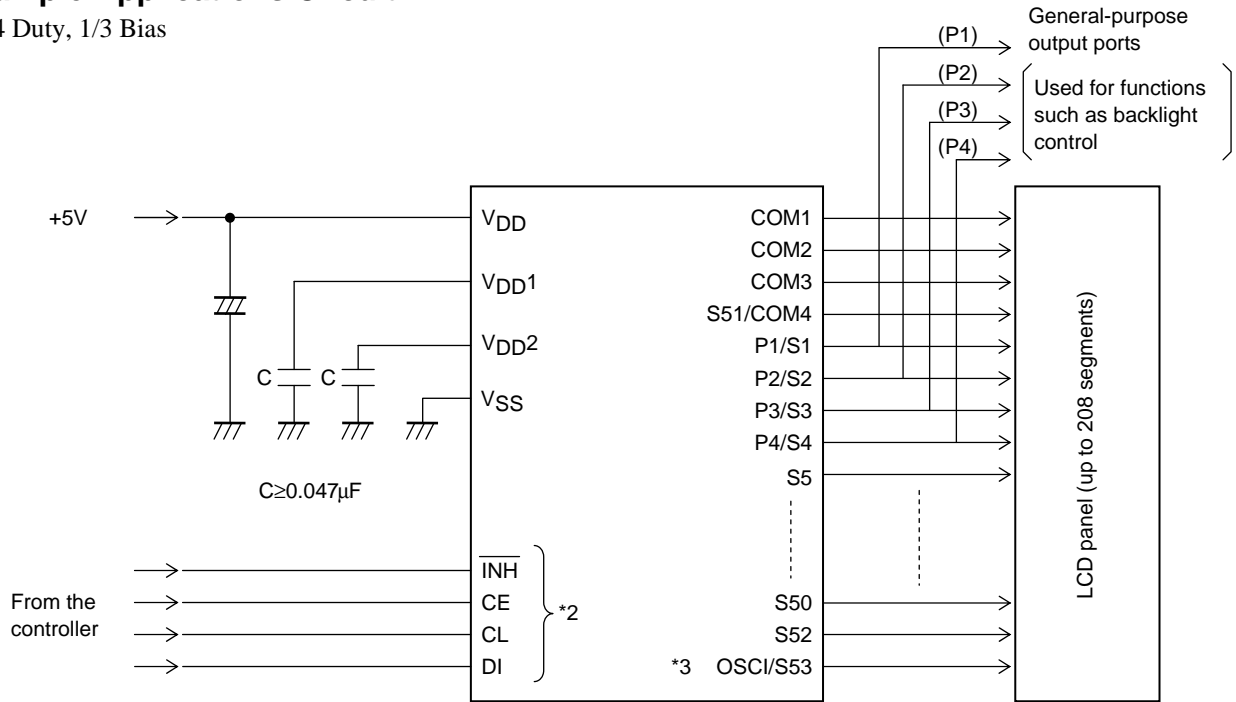 4 Duty, 1/3 Bias
General-purpose
output ports
(P1)
(P2)
(P3)
(P4)
Used for functions
such as backlight
control
+5V
VDD
VDD1
VDD2
VSS
C
C
C≥0.047μF
From the
controller
INH
CE
CL
DI
*2
COM1
COM2
COM3
S51/COM4
P1/S1
P2/S2
P3/S3
P4/S4
S5
S50
S52
*3 OSCI/S53
LCD panel (up to 208 segments)